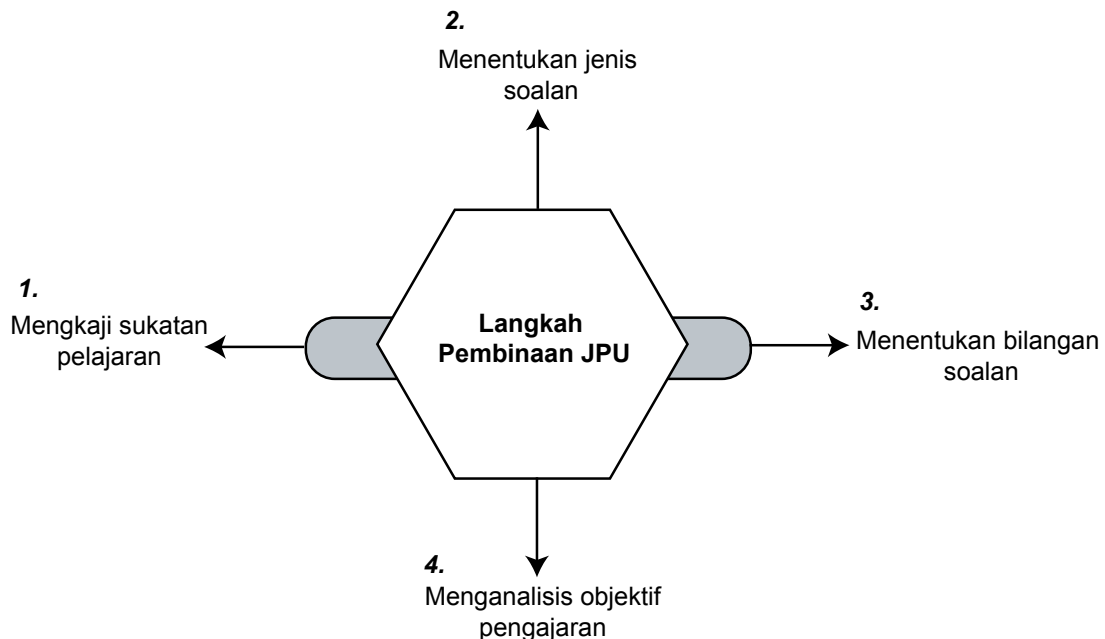 2.
Menentukan jenis
soalan
1.
Mengkaji sukatan
pelajaran
Langkah
Pembinaan JPU
3.
Menentukan bilangan
soalan
4.
Menganalisis objektif
pengajaran